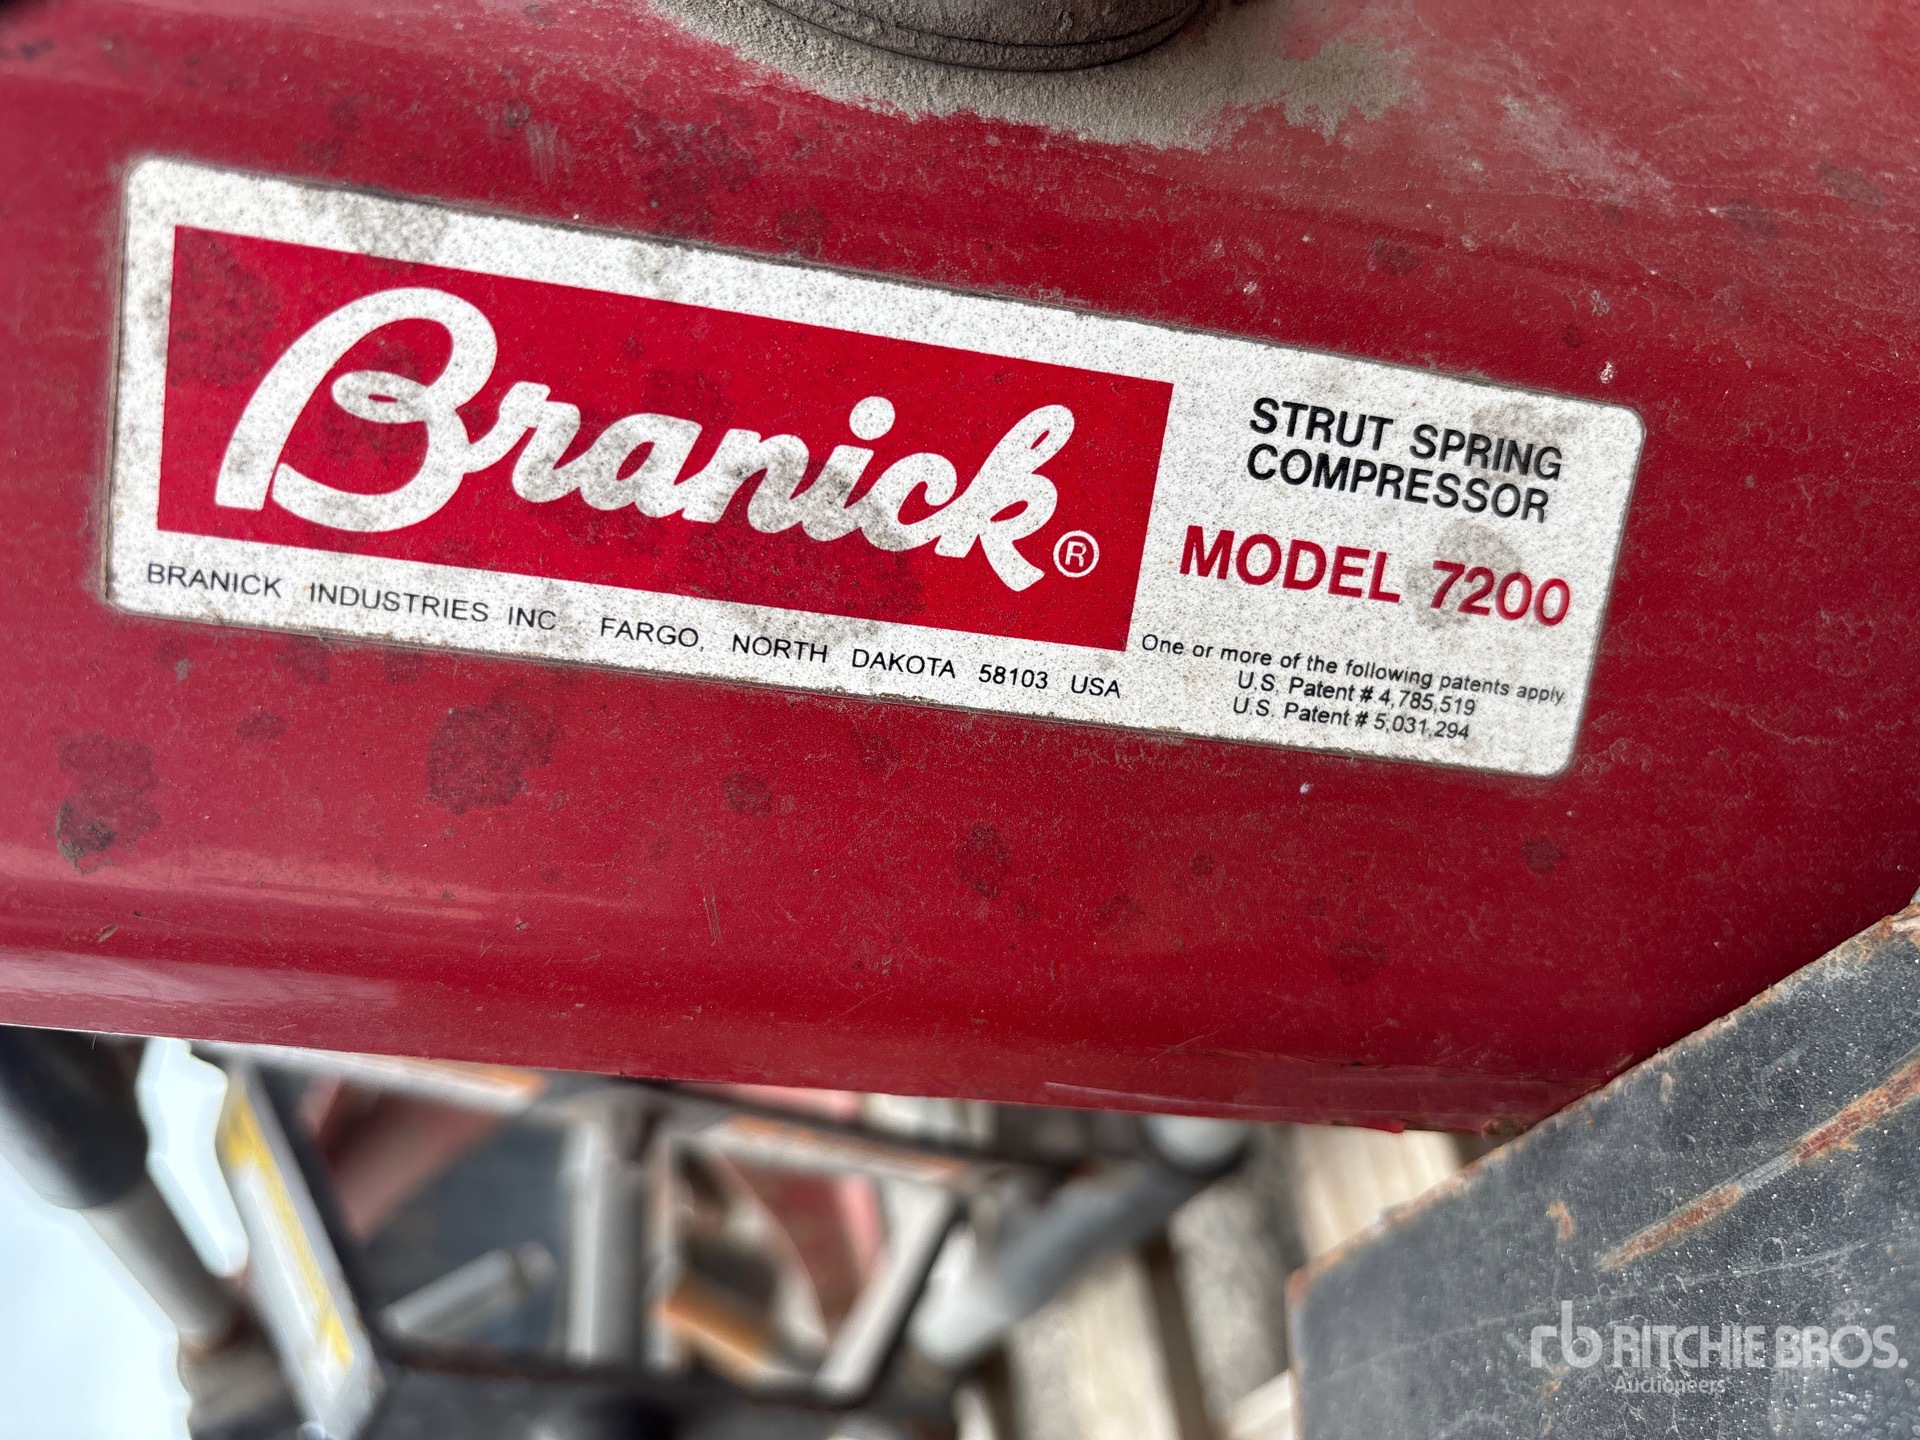 Branick®
BRANICK INDUSTRIES INC FARGO, NORTH DAKOTA 58103 USA
STRUT SPRING
COMPRESSOR
MODEL 7200
One or more of the following patents apply
U.S. Patent # 4,785,519
U.S. Patent # 5,031,294
rb RITCHIE BROS.
Auctioneers